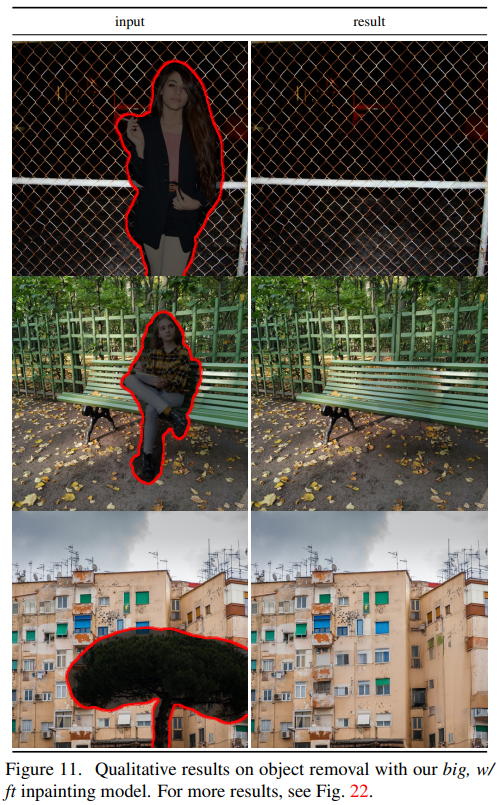 input result
Figure 11. Qualitative results on object removal with our big, w/
ft inpainting model. For more results, see Fig. 22.